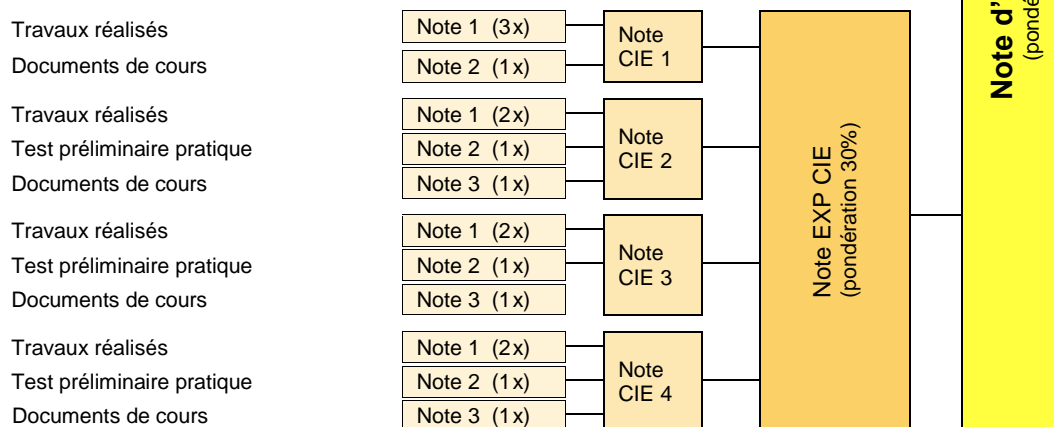 Travaux réalisés
Note 1 (3x)
Documents de cours
Note 2 (1x)
Note
CIE 1
Travaux réalisés
Note 1 (2x)
Test préliminaire pratique
Note 2 (1x)
Documents de cours
Note 3 (1x)
Note
CIE 2
Travaux réalisés
Note 1 (2x)
Test préliminaire pratique
Note 2 (1x)
Documents de cours
Note 3 (1x)
Note
CIE 3
Travaux réalisés
Note 1 (2x)
Test préliminaire pratique
Note 2 (1x)
Documents de cours
Note 3 (1x)
Note
CIE 4
Note EXP CIE
(pondération 30%)
Note d'